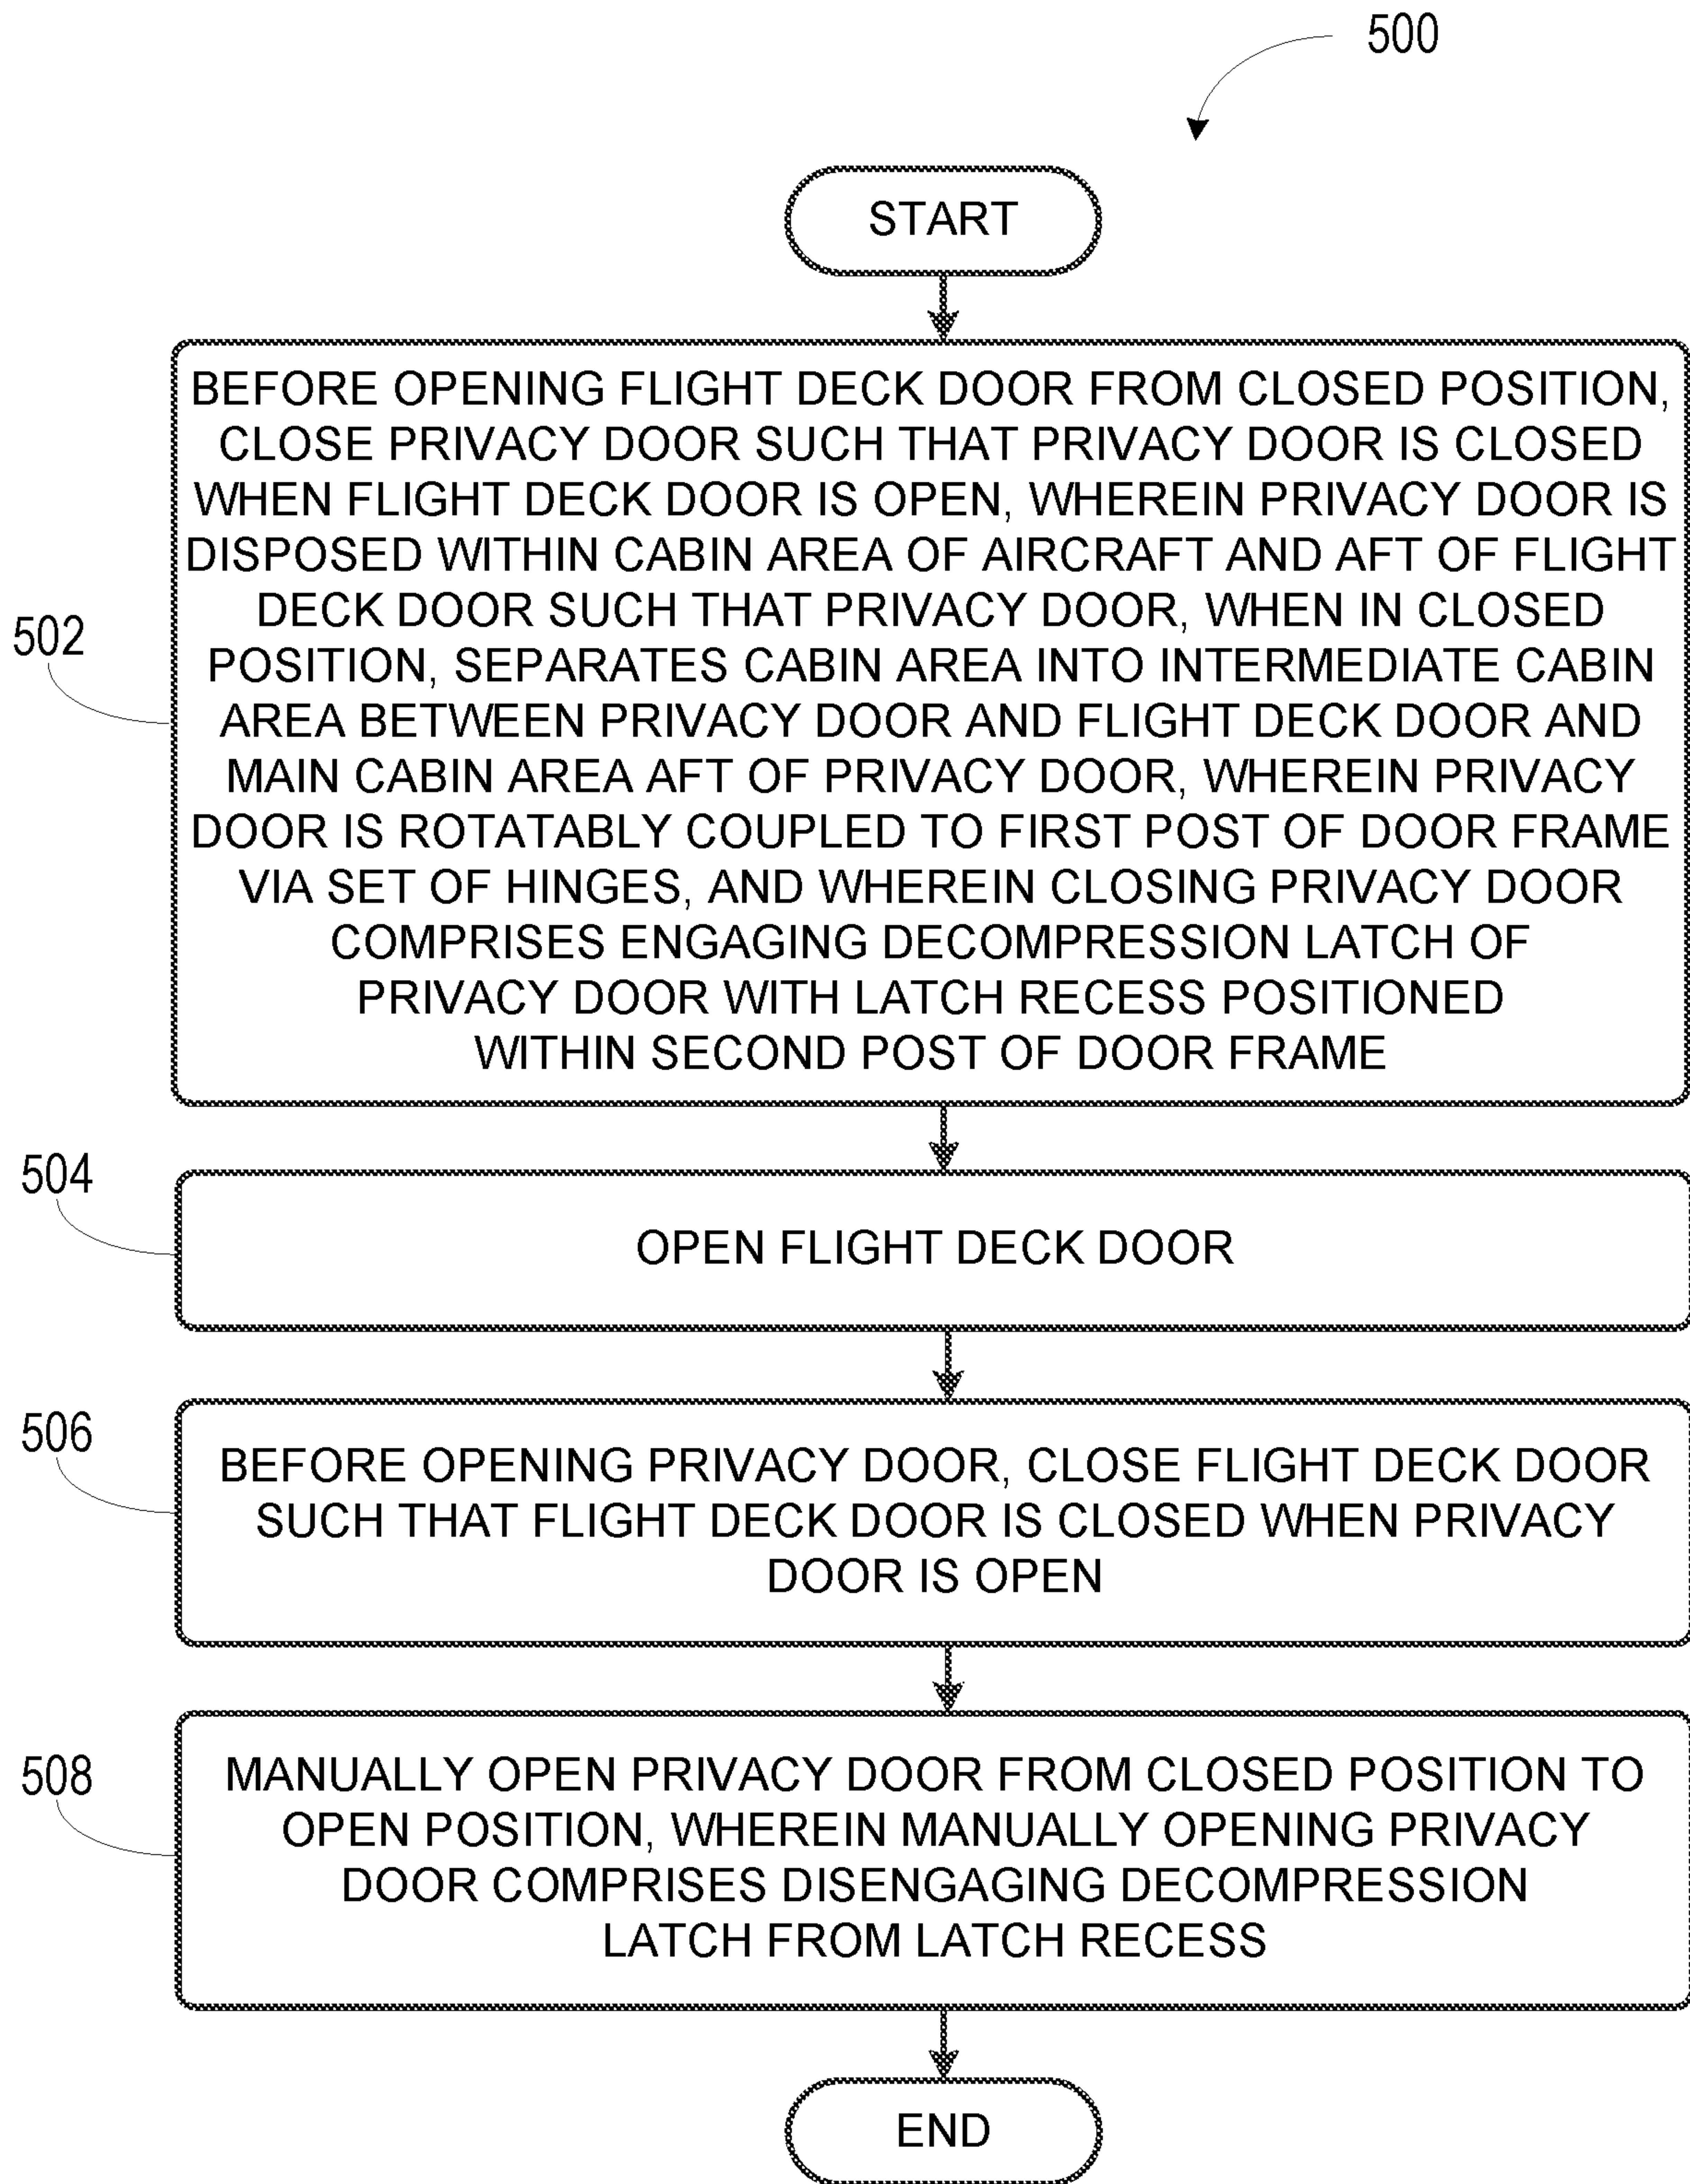 500
START
502
BEFORE OPENING FLIGHT DECK DOOR FROM CLOSED POSITION,
CLOSE PRIVACY DOOR SUCH THAT PRIVACY DOOR IS CLOSED
WHEN FLIGHT DECK DOOR IS OPEN, WHEREIN PRIVACY DOOR IS
DISPOSED WITHIN CABIN AREA OF AIRCRAFT AND AFT OF FLIGHT
DECK DOOR SUCH THAT PRIVACY DOOR, WHEN IN CLOSED
POSITION, SEPARATES CABIN AREA INTO INTERMEDIATE CABIN
AREA BETWEEN PRIVACY DOOR AND FLIGHT DECK DOOR AND
MAIN CABIN AREA AFT OF PRIVACY DOOR, WHEREIN PRIVACY
DOOR IS ROTATABLY COUPLED TO FIRST POST OF DOOR FRAME
VIA SET OF HINGES, AND WHEREIN CLOSING PRIVACY DOOR
COMPRISES ENGAGING DECOMPRESSION LATCH OF
PRIVACY DOOR WITH LATCH RECESS POSITIONED
WITHIN SECOND POST OF DOOR FRAME
504
OPEN FLIGHT DECK DOOR
506
BEFORE OPENING PRIVACY DOOR, CLOSE FLIGHT DECK DOOR
SUCH THAT FLIGHT DECK DOOR IS CLOSED WHEN PRIVACY
DOOR IS OPEN
508
MANUALLY OPEN PRIVACY DOOR FROM CLOSED POSITION TO
OPEN POSITION, WHEREIN MANUALLY OPENING PRIVACY
DOOR COMPRISES DISENGAGING DECOMPRESSION
LATCH FROM LATCH RECESS
END